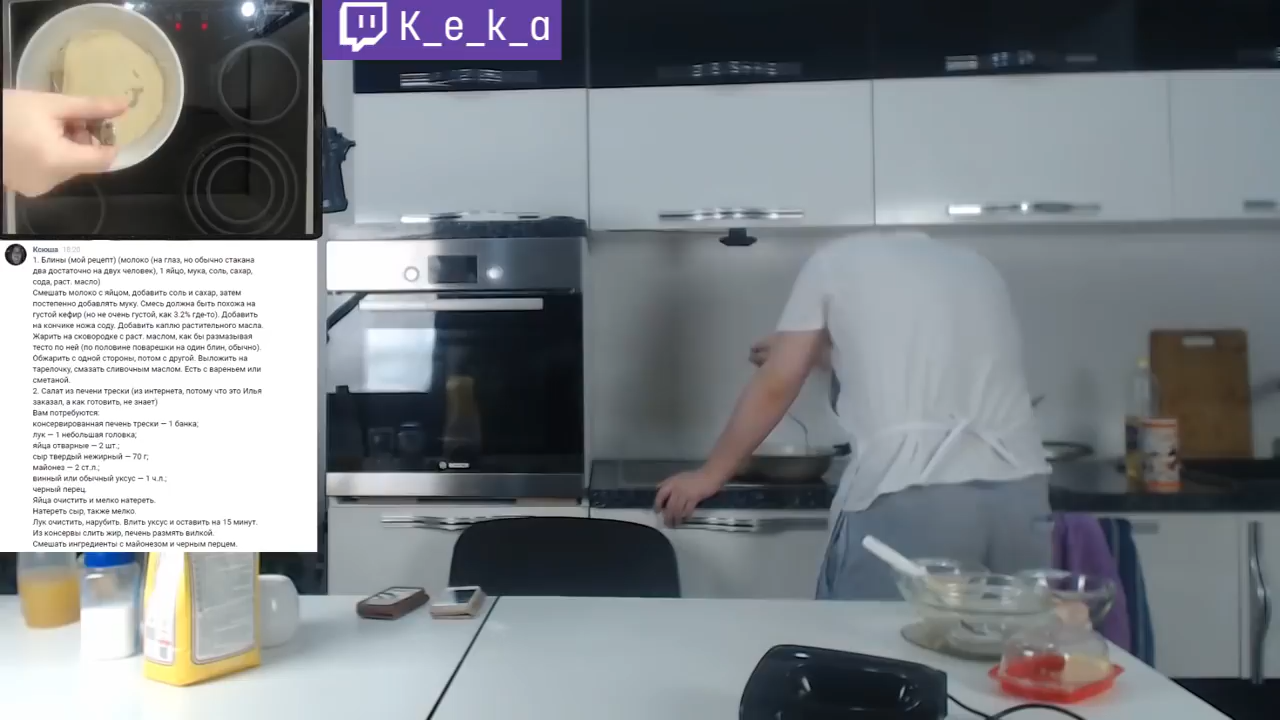 K_e_k_a
Ксюша 18:20
1. Блины (мой рецепт) (молоко (на глаз, но обычно стакана
два достаточно на двух человек), 1 яйцо, мука, соль, сахар,
сода, раст. масло)
Смешать молоко с яйцом, добавить соль и сахар, затем
постепенно добавлять муку. Смесь должна быть похожа на
густой кефир (но не очень густой, как 3.2% где-то). Добавить
на кончике ножа соду. Добавить каплю растительного масла.
Жарить на сковородке с раст. маслом, как бы размазывая
тесто по ней (по половине поварешки на один блин, обычно).
Обжарить с одной стороны, потом с другой. Выложить на
тарелочку, смазать сливочным маслом. Есть с вареньем или
сметаной.
2. Салат из печени трески (из интернета, потому что это Илья
заказал, а как готовить, не знает)
Вам потребуются:
консервированная печень трески — 1 банка;
лук — 1 небольшая головка;
яйца отварные — 2 шт.;
сыр твердый нежирный — 70 г;
майонез — 2 ст.л.;
винный или обычный уксус — 1 ч.л.;
черный перец.
Яйца очистить и мелко натереть.
Натереть сыр, также мелко.
Лук очистить, нарубить. Влить уксус и оставить на 15 минут.
Из консервы слить жир, печень размять вилкой.
Смешать ингредиенты с майонезом и черным перцем.